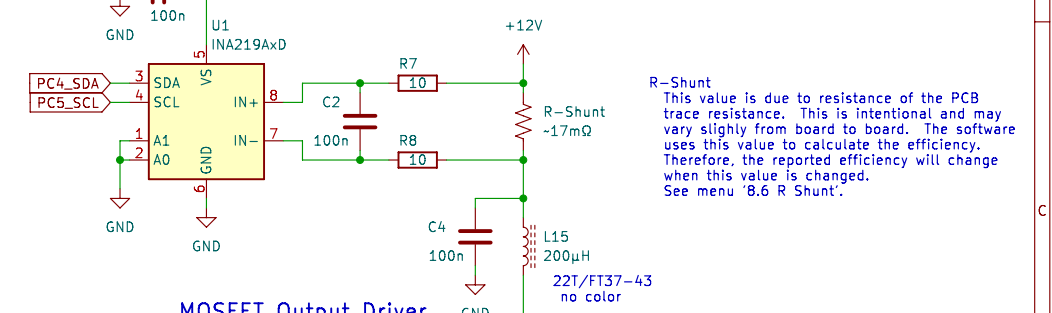 100n
GND
U1
INA219AxD
+12V
PC4_SDA
PC5_SCL
3
4
1
2
5
6
8
7
SDA
SCL
A1
A0
VS
GND
IN+
IN-
GND
GND
C2
100n
R7
10
R8
10
R-Shunt
~17mΩ
C4
100n
GND
L15
200µH
22T/FT37-43
no color
R-Shunt
This value is due to resistance of the PCB
trace resistance. This is intentional and may
vary slighly from board to board. The software
uses this value to calculate the efficiency.
Therefore, the reported efficiency will change
when this value is changed.
See menu '8.6 R Shunt'.
C
MOSFET Output Driver